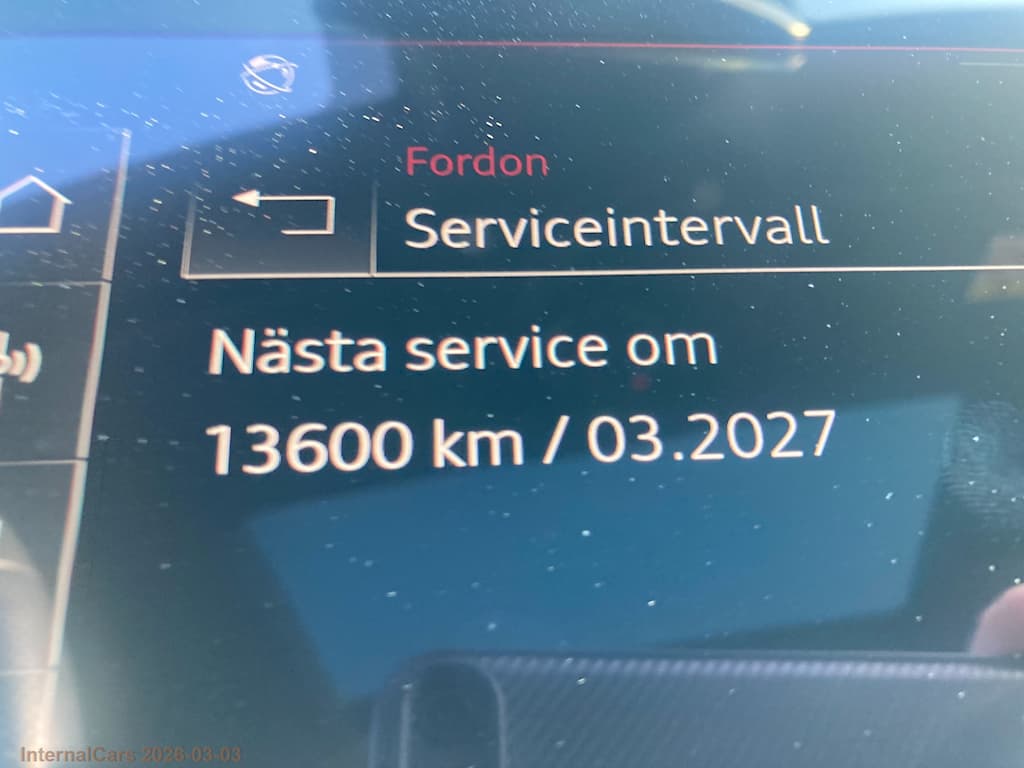 Fordon
Serviceintervall
Nästa service om
13600 km / 03.2027
InternalCars 2026-03-03